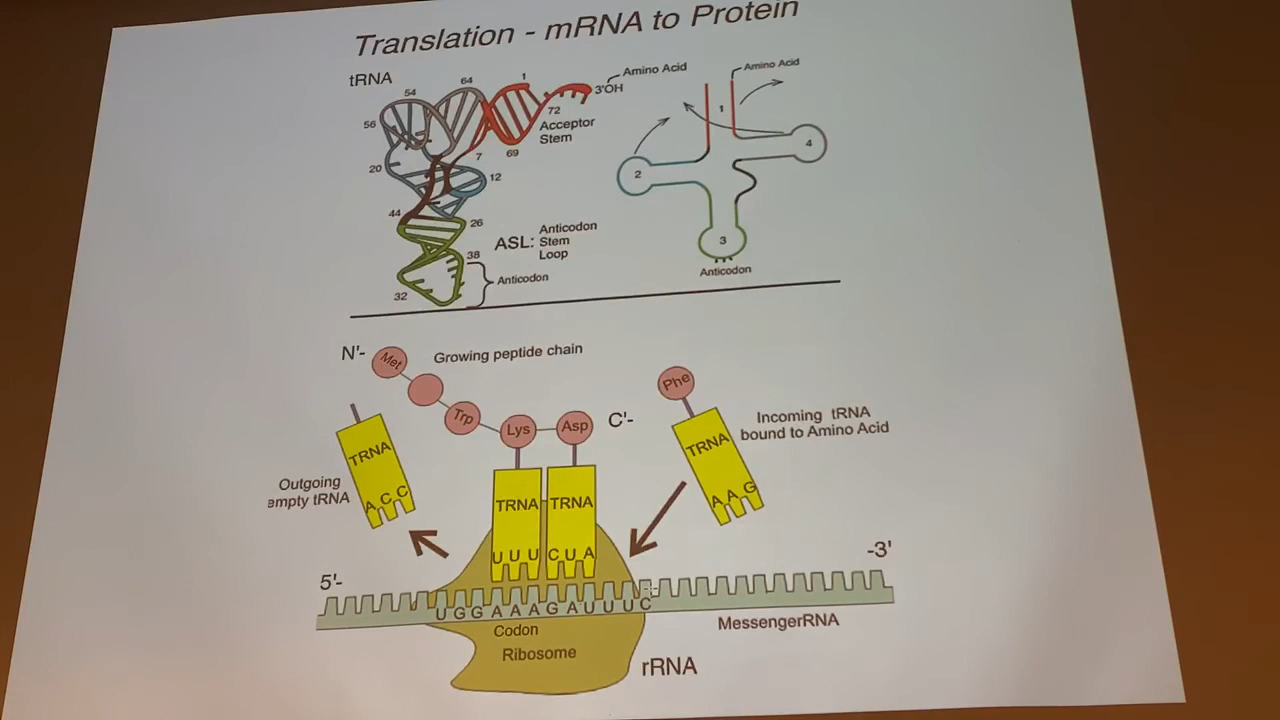 Translation - mRNA to Protein
tRNA
54
64
1
3'OH
Amino Acid
56
72
Acceptor
Stem
20
7
69
12
44
26
ASL:
Anticodon
Stem
Loop
38
Anticodon
32
Amino Acid
1
2
4
3
Anticodon
N'-
Met
Growing peptide chain
Trp
Lys
Asp
C'-
Phe
Incoming tRNA
bound to Amino Acid
TRNA
A A G
TRNA
A C C
Outgoing
empty tRNA
TRNA
TRNA
U U U
C U A
5'-
-3'
U G G A A A G A U U U C
Codon
MessengerRNA
Ribosome
rRNA